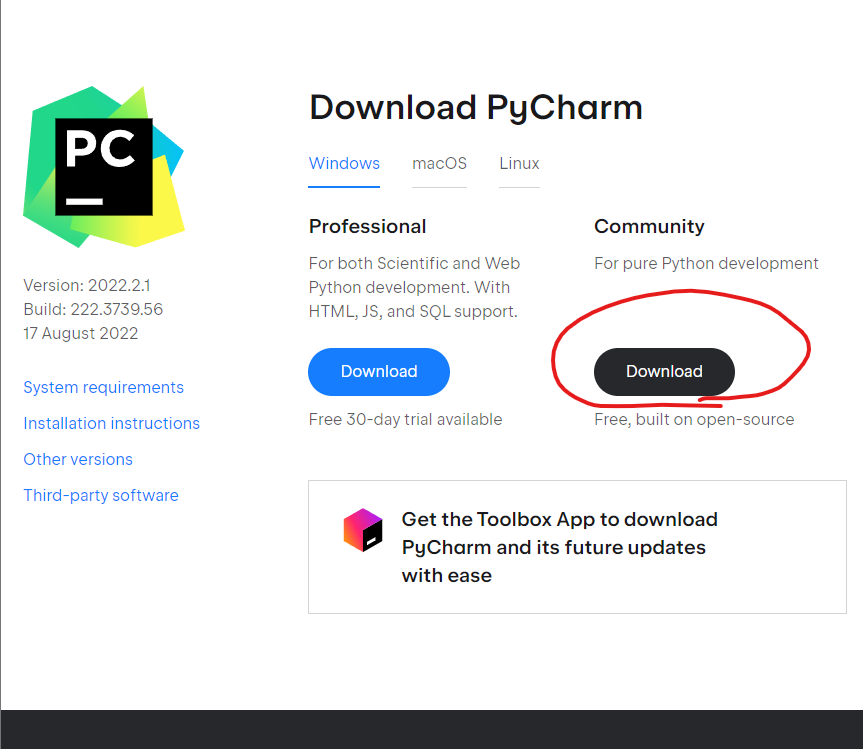 Download PyCharm
Windows
macOS
Linux
PC
Version: 2022.2.1
Build: 222.3739.56
17 August 2022
System requirements
Installation instructions
Other versions
Third-party software
Professional
For both Scientific and Web
Python development. With
HTML, JS, and SQL support.
Download
Free 30-day trial available
Community
For pure Python development
Download
Free, built on open-source
Get the Toolbox App to download
PyCharm and its future updates
with ease